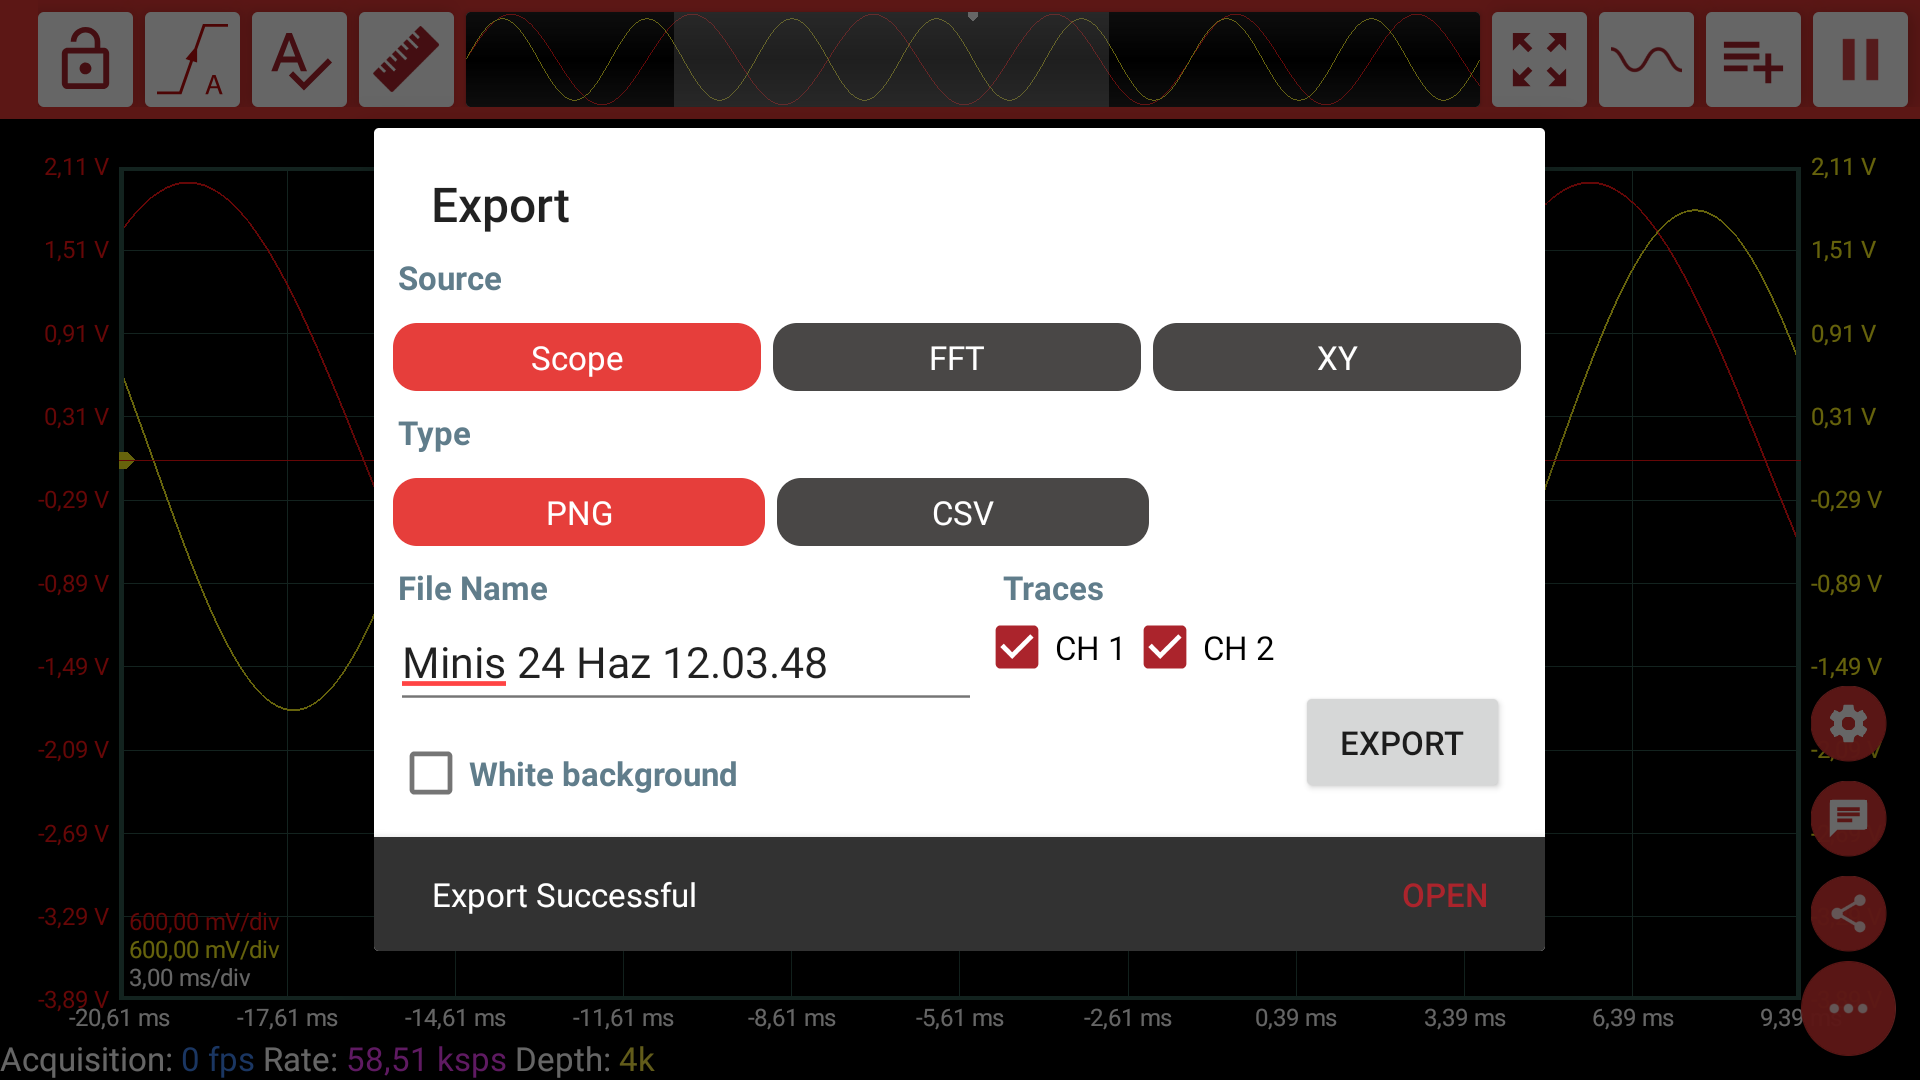 A
A
2,11 V
1,51 V
0,91 V
0,31 V
-0,29 V
-0,89 V
-1,49 V
-2,09 V
-2,69 V
-3,29 V
-3,89 V
Export
Source
Scope FFT XY
Type
PNG CSV
File Name Traces
Minis 24 Haz 12.03.48
CH 1 CH 2
EXPORT
White background
Export Successful OPEN
2,11 V
1,51 V
0,91 V
0,31 V
-0,29 V
-0,89 V
-1,49 V
600,00 mV/div
600,00 mV/div
3,00 ms/div
-20,61 ms -17,61 ms -14,61 ms -11,61 ms -8,61 ms -5,61 ms -2,61 ms 0,39 ms 3,39 ms 6,39 ms 9,39
Acquisition: 0 fps Rate: 58,51 ksps Depth: 4k